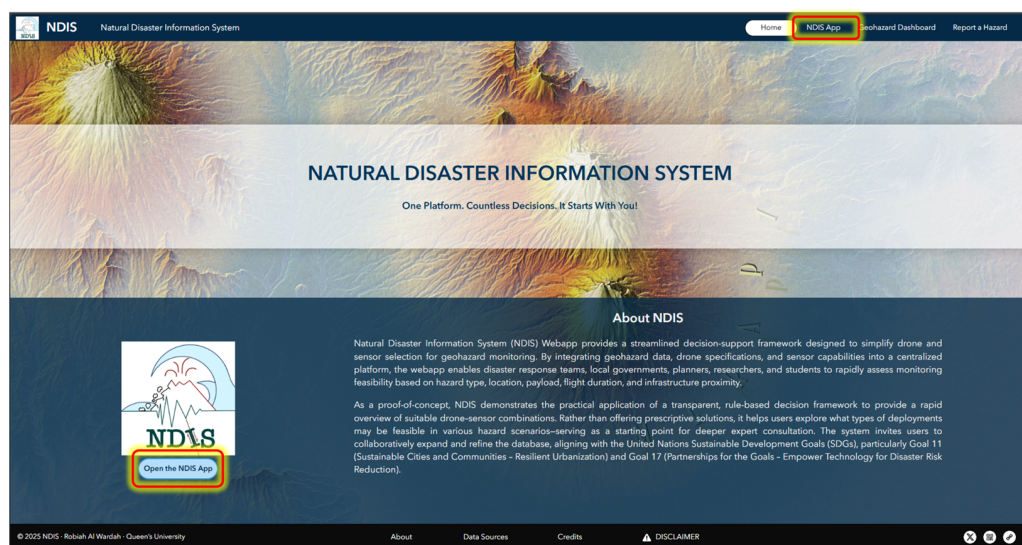 NDIS
NDIS Natural Disaster Information System
Home NDIS App Geohazard Dashboard Report a Hazard
NATURAL DISASTER INFORMATION SYSTEM
One Platform. Countless Decisions. It Starts With You!
A P
D
I
About NDIS
Natural Disaster Information System (NDIS) Webapp provides a streamlined decision-support framework designed to simplify drone and
sensor selection for geohazard monitoring. By integrating geohazard data, drone specifications, and sensor capabilities into a centralized
platform, the webapp enables disaster response teams, local governments, planners, researchers, and students to rapidly assess monitoring
feasibility based on hazard type, location, payload, flight duration, and infrastructure proximity.
As a proof-of-concept, NDIS demonstrates the practical application of a transparent, rule-based decision framework to provide a rapid
overview of suitable drone-sensor combinations. Rather than offering prescriptive solutions, it helps users explore what types of deployments
may be feasible in various hazard scenarios—serving as a starting point for deeper expert consultation. The system invites users to
collaboratively expand and refine the database, aligning with the United Nations Sustainable Development Goals (SDGs), particularly Goal 11
(Sustainable Cities and Communities – Resilient Urbanization) and Goal 17 (Partnerships for the Goals – Empower Technology for Disaster Risk
Reduction).
NDIS
Open the NDIS App
© 2025 NDIS · Robiah Al Wardah · Queen's University
About Data Sources Credits DISCLAIMER